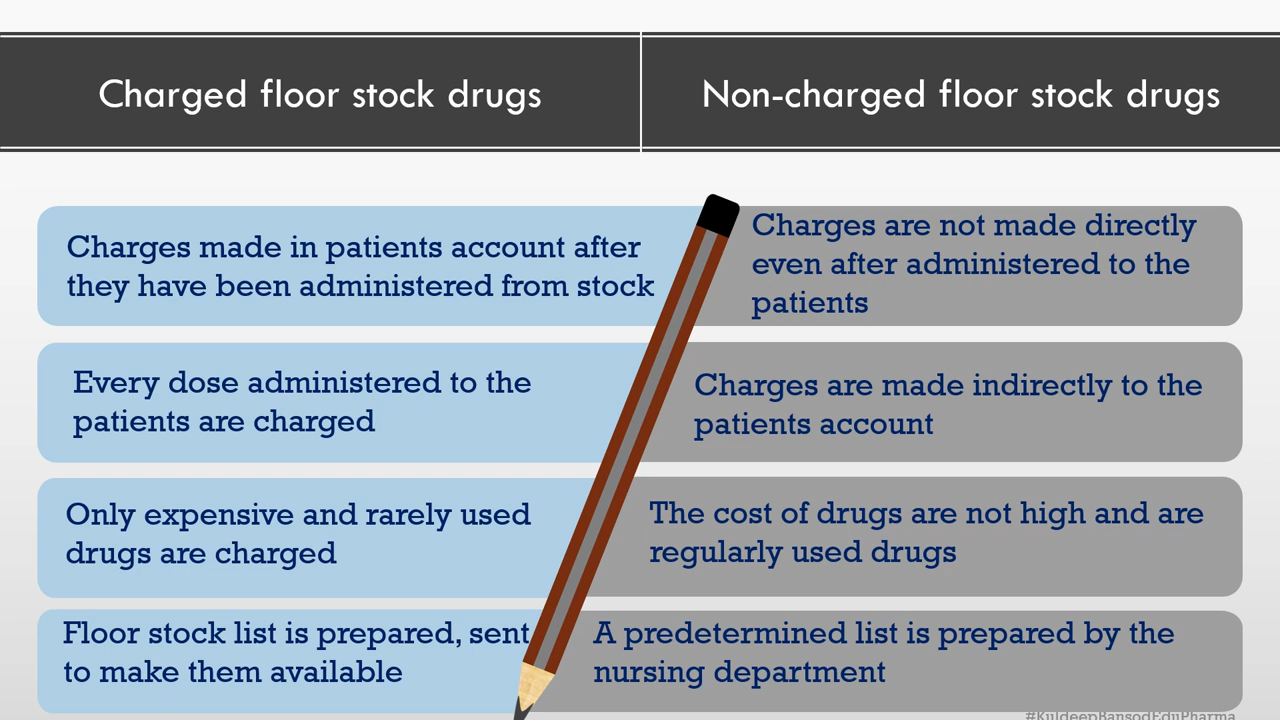 Charged floor stock drugs
Non-charged floor stock drugs
Charges made in patients account after
they have been administered from stock
Charges are not made directly
even after administered to the
patients
Every dose administered to the
patients are charged
Charges are made indirectly to the
patients account
Only expensive and rarely used
drugs are charged
The cost of drugs are not high and are
regularly used drugs
Floor stock list is prepared, sent
to make them available
A predetermined list is prepared by the
nursing department
#KuldeepBansodEduPharma